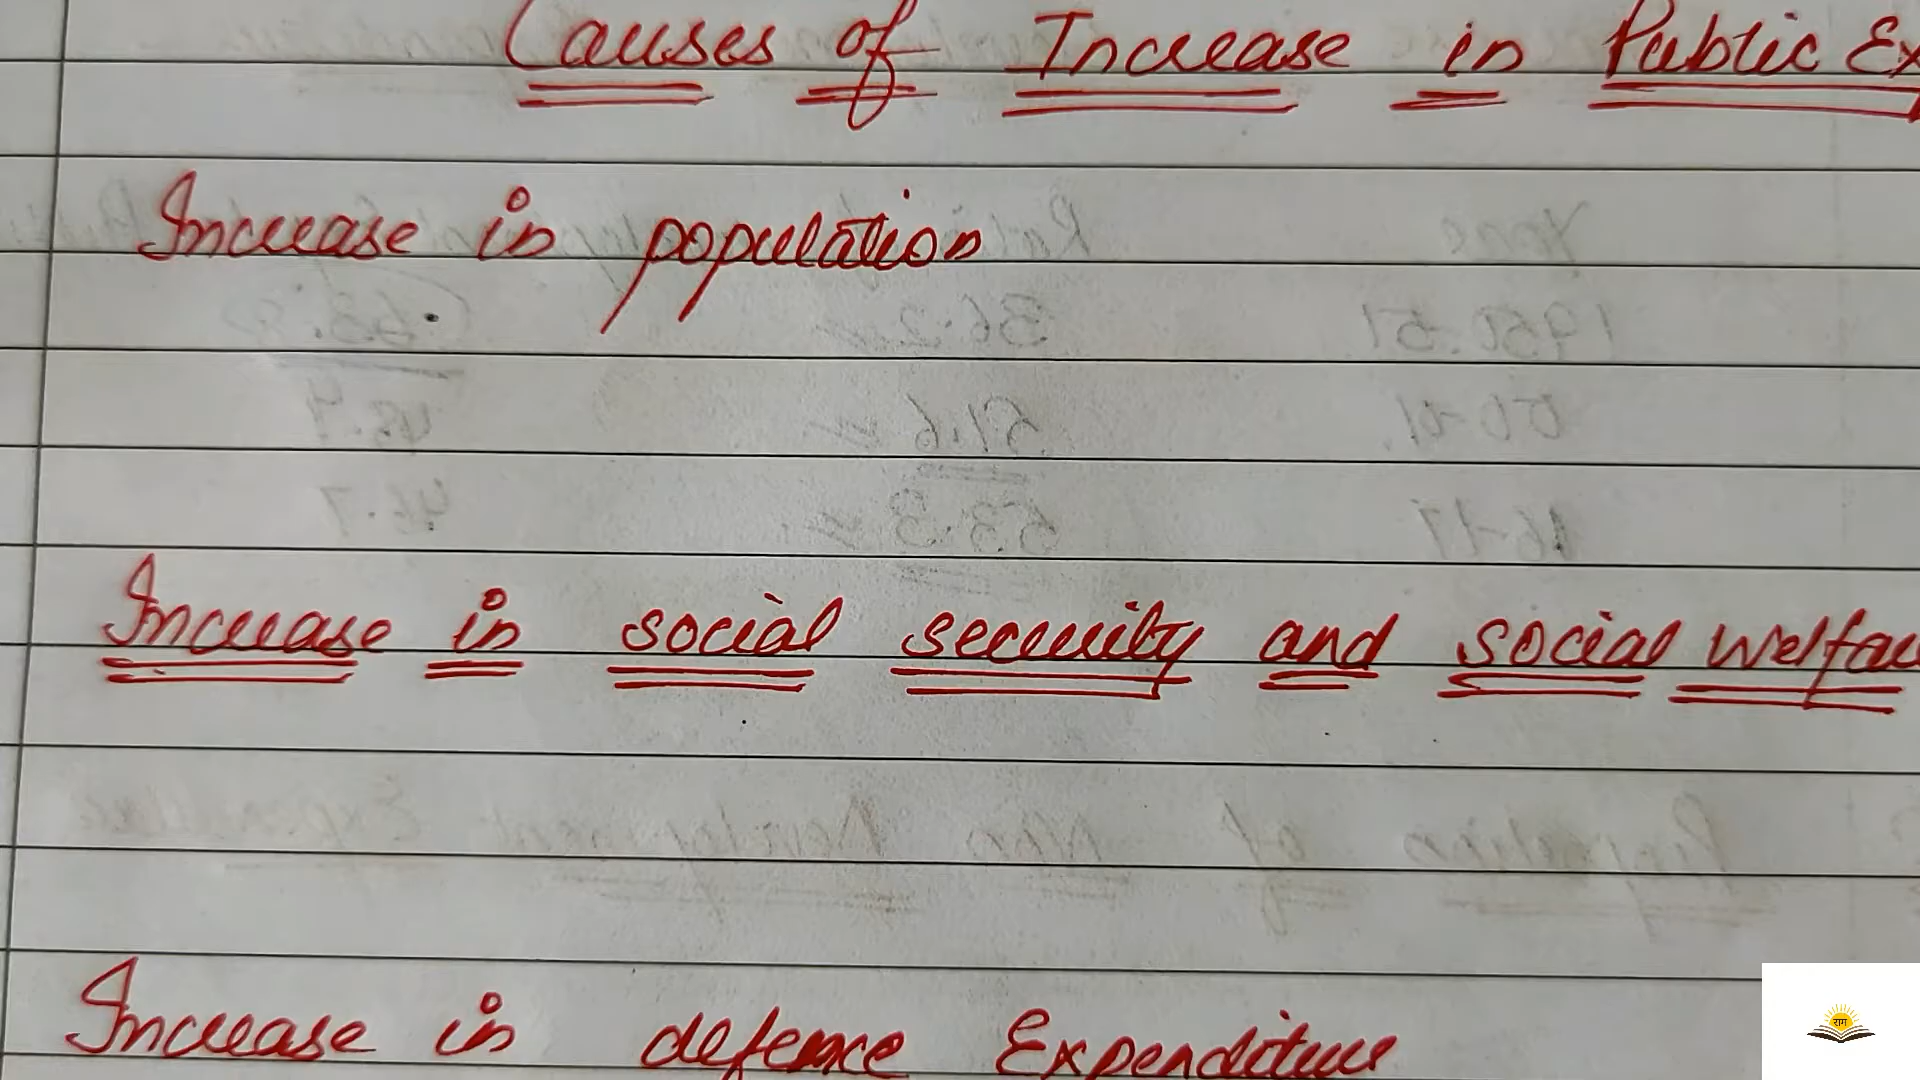 Causes of Increase in Public Ex
Increase in population
Increase in social security and social welfar
Increase in defence Expenditure
राग